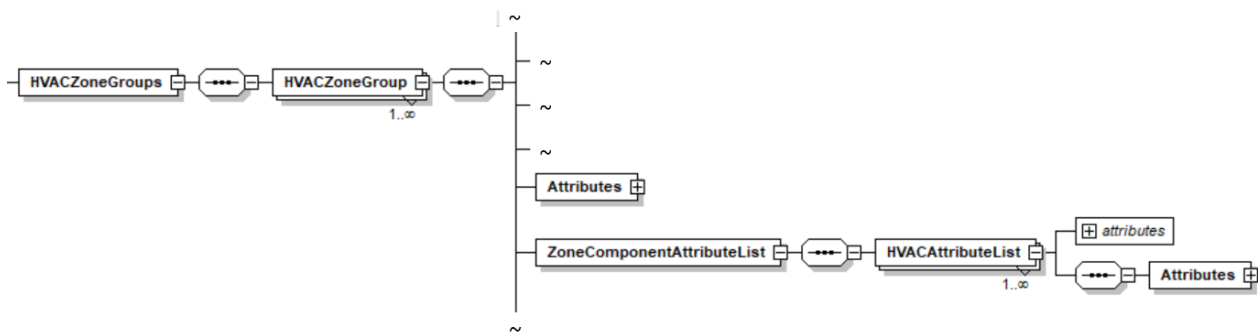 ~
~
HVACZoneGroups HVACZoneGroup
1..∞
~
~
Attributes
attributes
ZoneComponentAttributeList HVACAttributeList
Attributes
1..∞
~